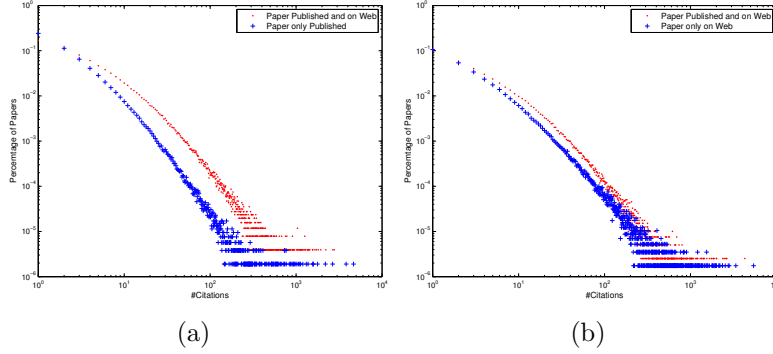 Paper Published and on Web
Paper only Published
10^0
10^-1
10^-2
10^-3
10^-4
10^-5
10^-6
Percentage of Papers
10^0 10^1 10^2 10^3 10^4
#Citations
(a)
Paper Published and on Web
Paper only on Web
10^0
10^-1
10^-2
10^-3
10^-4
10^-5
10^-6
Percentage of Papers
10^0 10^1 10^2 10^3
#Citations
(b)